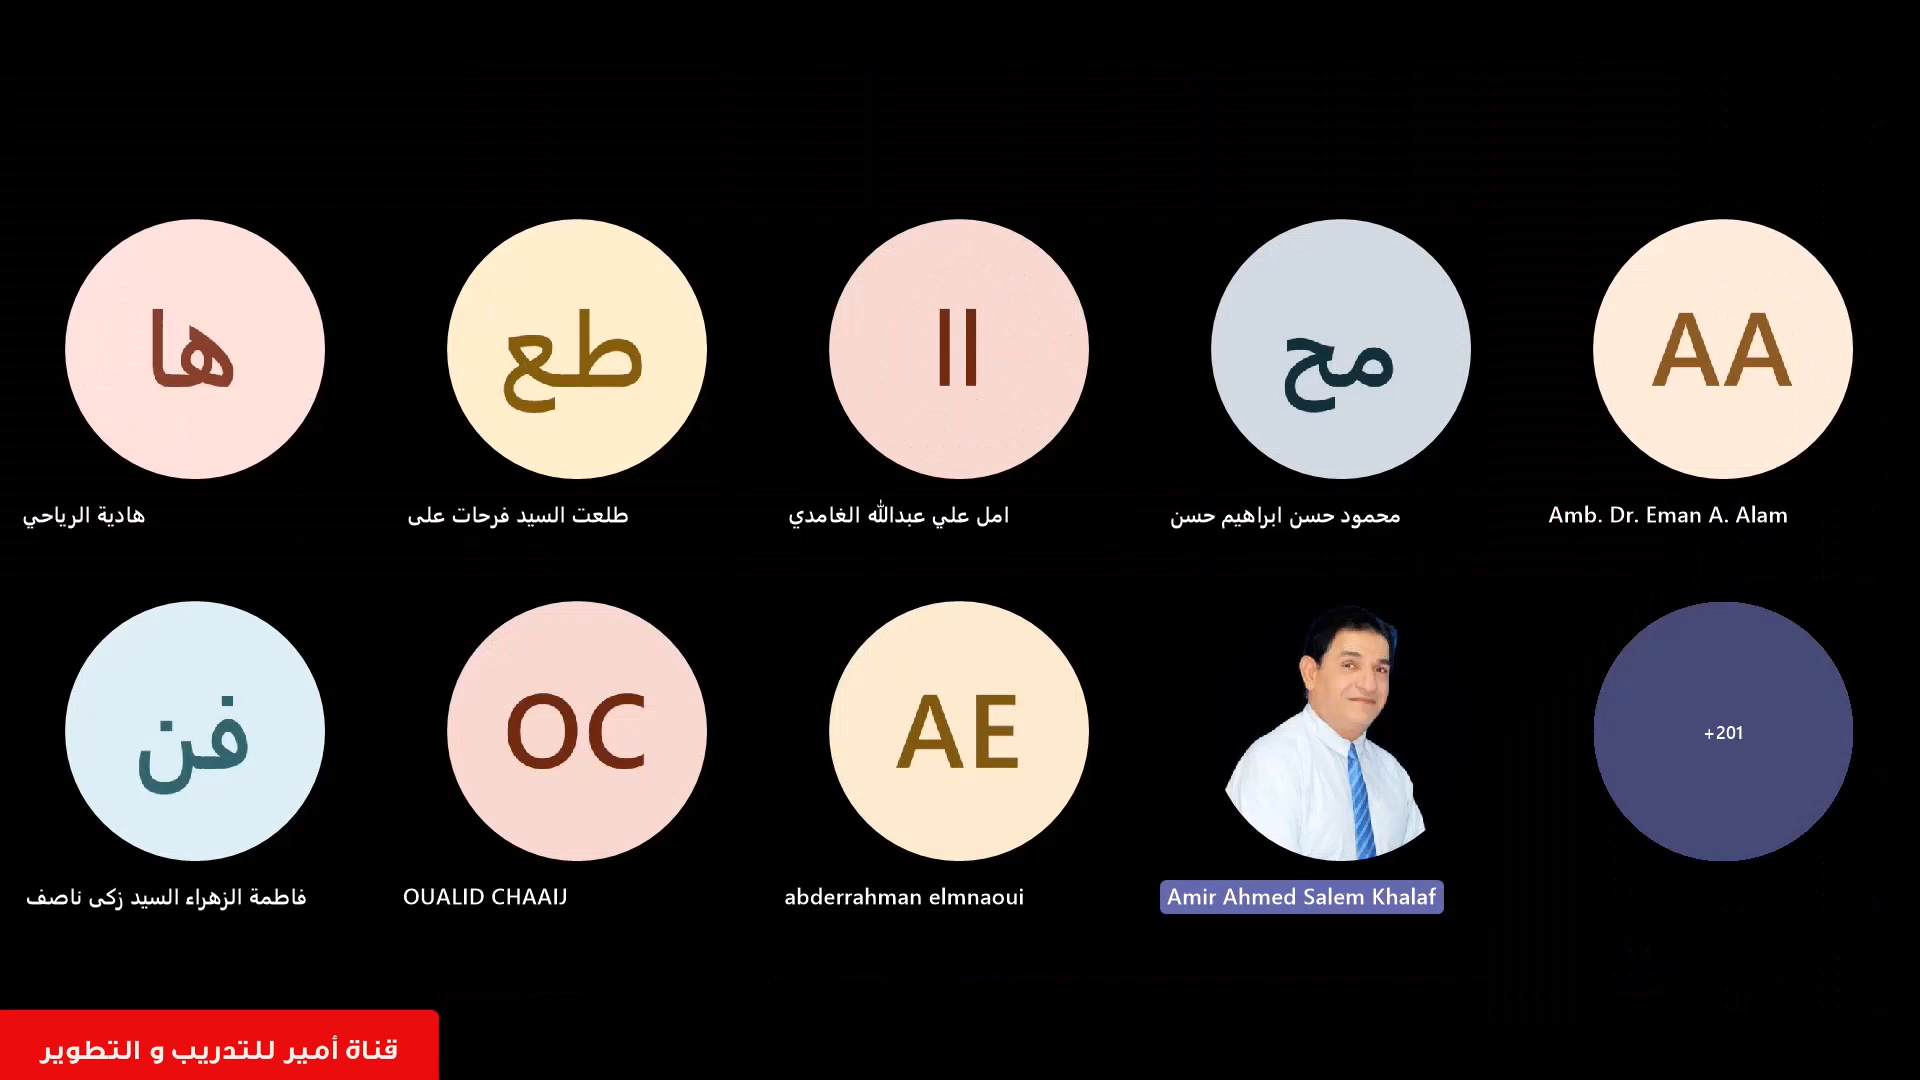 ها
طع
اا
مح
AA
هادية الرياحي
طلعت السيد فرحات على
امل علي عبدالله الغامدي
محمود حسن ابراهيم حسن
Amb. Dr. Eman A. Alam
فن
OC
AE
+201
فاطمة الزهراء السيد زكى ناصف
OUALID CHAAIJ
abderrahman elmnaoui
Amir Ahmed Salem Khalaf
قناة أمير للتدريب و التطوير